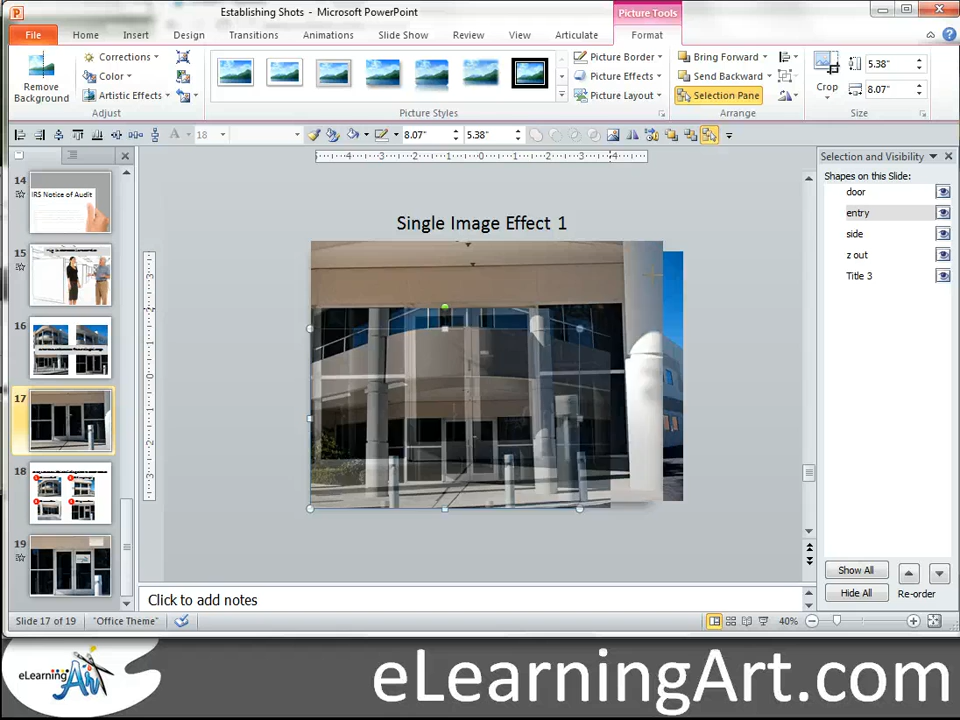 Establishing Shots - Microsoft PowerPoint
Picture Tools
File
Home
Insert
Design
Transitions
Animations
Slide Show
Review
View
Articulate
Format
Remove
Background
Corrections
Color
Artistic Effects
Adjust
Picture Styles
Picture Border
Picture Effects
Picture Layout
Bring Forward
Send Backward
Selection Pane
Arrange
Crop
5.38"
8.07"
Size
18
8.07"
5.38"
14
IRS Notice of Audit
15
16
17
18
19
Single Image Effect 1
Click to add notes
Selection and Visibility
Shapes on this Slide:
door
entry
side
z out
Title 3
Show All
Hide All
Re-order
Slide 17 of 19
"Office Theme"
40%
eLearning
Art
eLearningArt.com